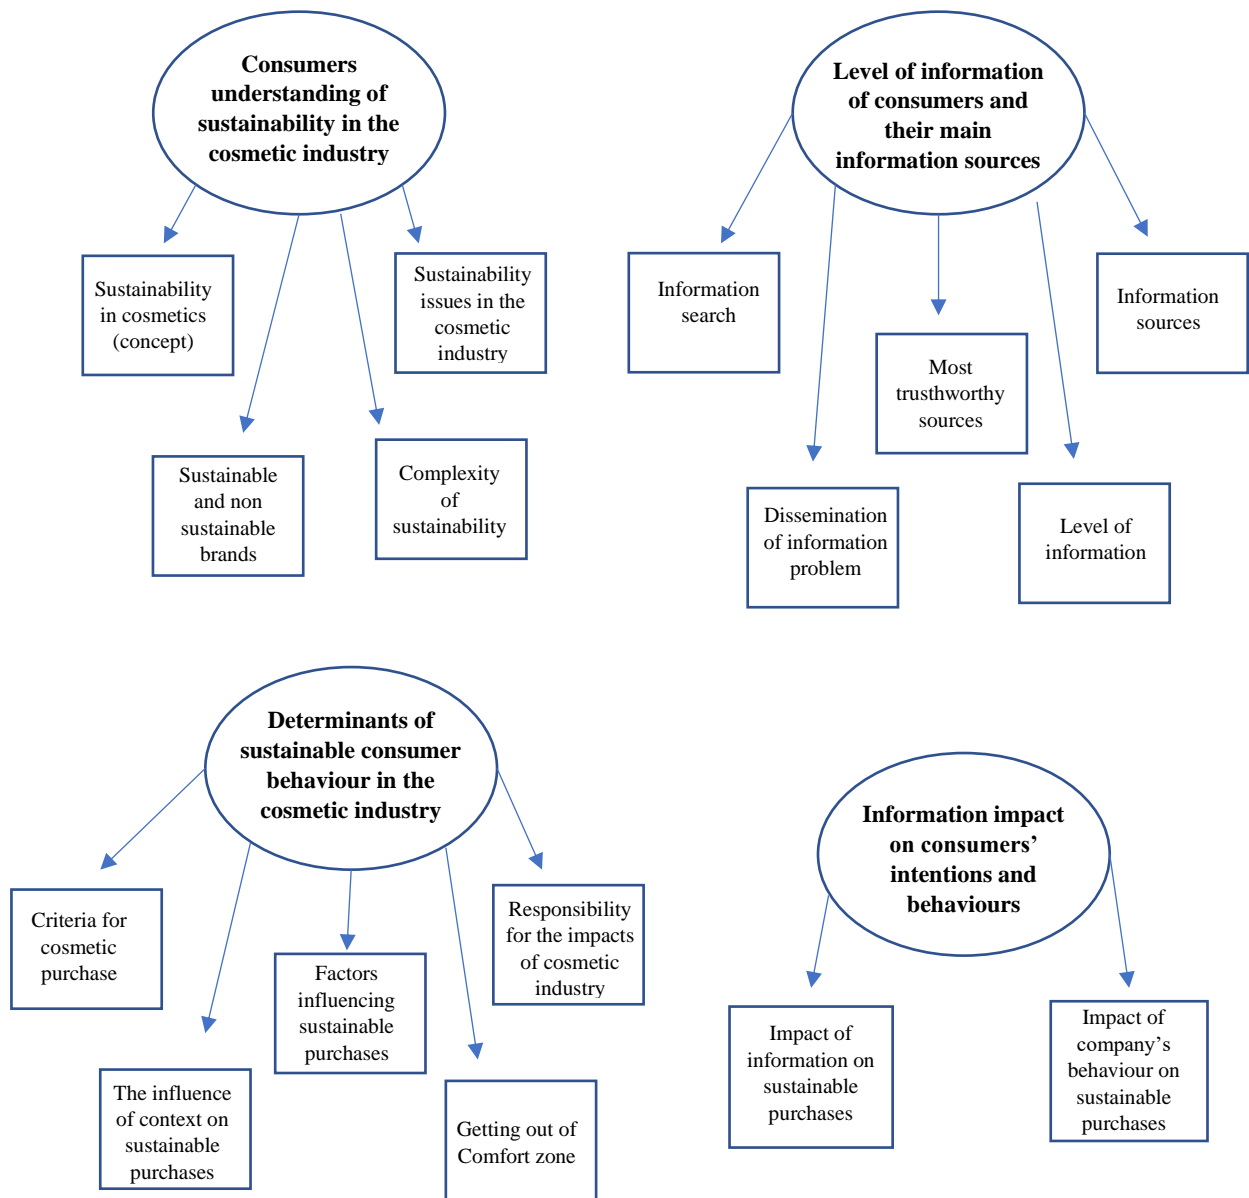 Consumers
understanding of
sustainability in the
cosmetic industry
Sustainability
in cosmetics
(concept)
Sustainability
issues in the
cosmetic
industry
Sustainable
and non
sustainable
brands
Complexity
of
sustainability
Level of information
of consumers and
their main
information sources
Information
search
Most
trusthworthy
sources
Information
sources
Dissemination
of information
problem
Level of
information
Determinants of
sustainable consumer
behaviour in the
cosmetic industry
Criteria for
cosmetic
purchase
Factors
influencing
sustainable
purchases
Responsibility
for the impacts
of cosmetic
industry
The influence
of context on
sustainable
purchases
Getting out of
Comfort zone
Information impact
on consumers’
intentions and
behaviours
Impact of
information on
sustainable
purchases
Impact of
company’s
behaviour on
sustainable
purchases